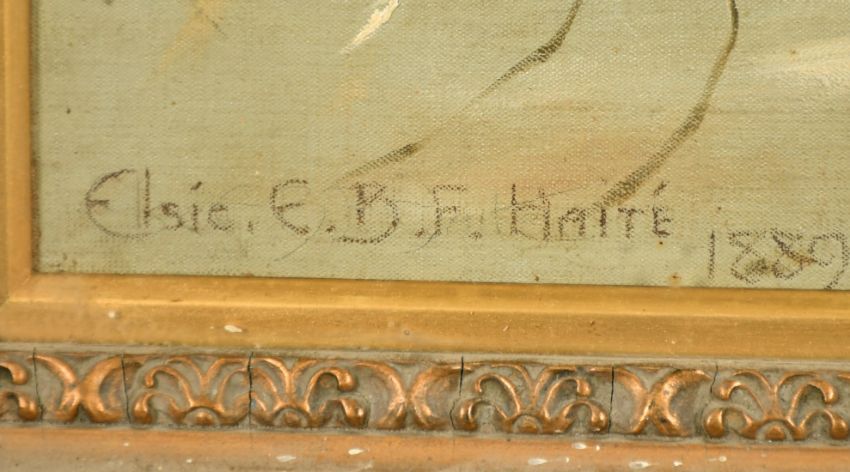 Elsie. E. B. F. Haité
1889